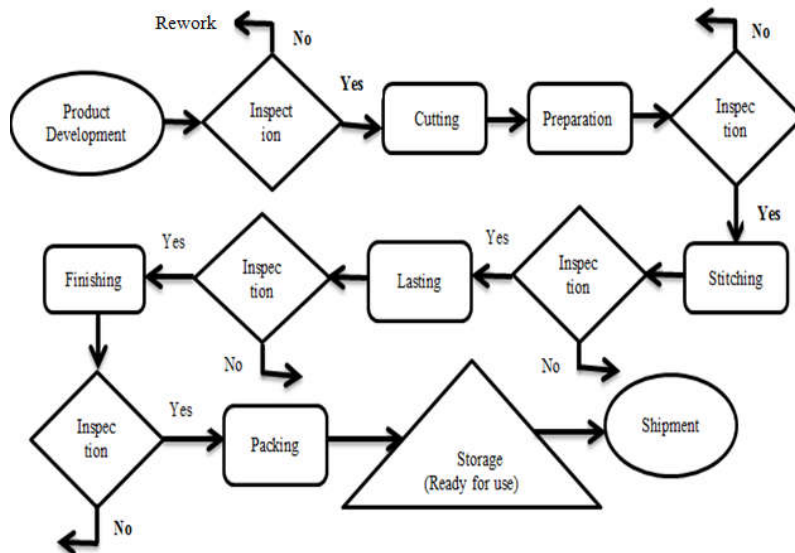 Rework
No
No
Product
Development
Inspect
ion
Yes
Cutting
Preparation
Inspec
tion
Yes
Finishing
Yes
Inspec
tion
Lasting
Yes
Inspec
tion
Stitching
No
No
Inspec
tion
Yes
Packing
Storage
(Ready for use)
Shipment
No